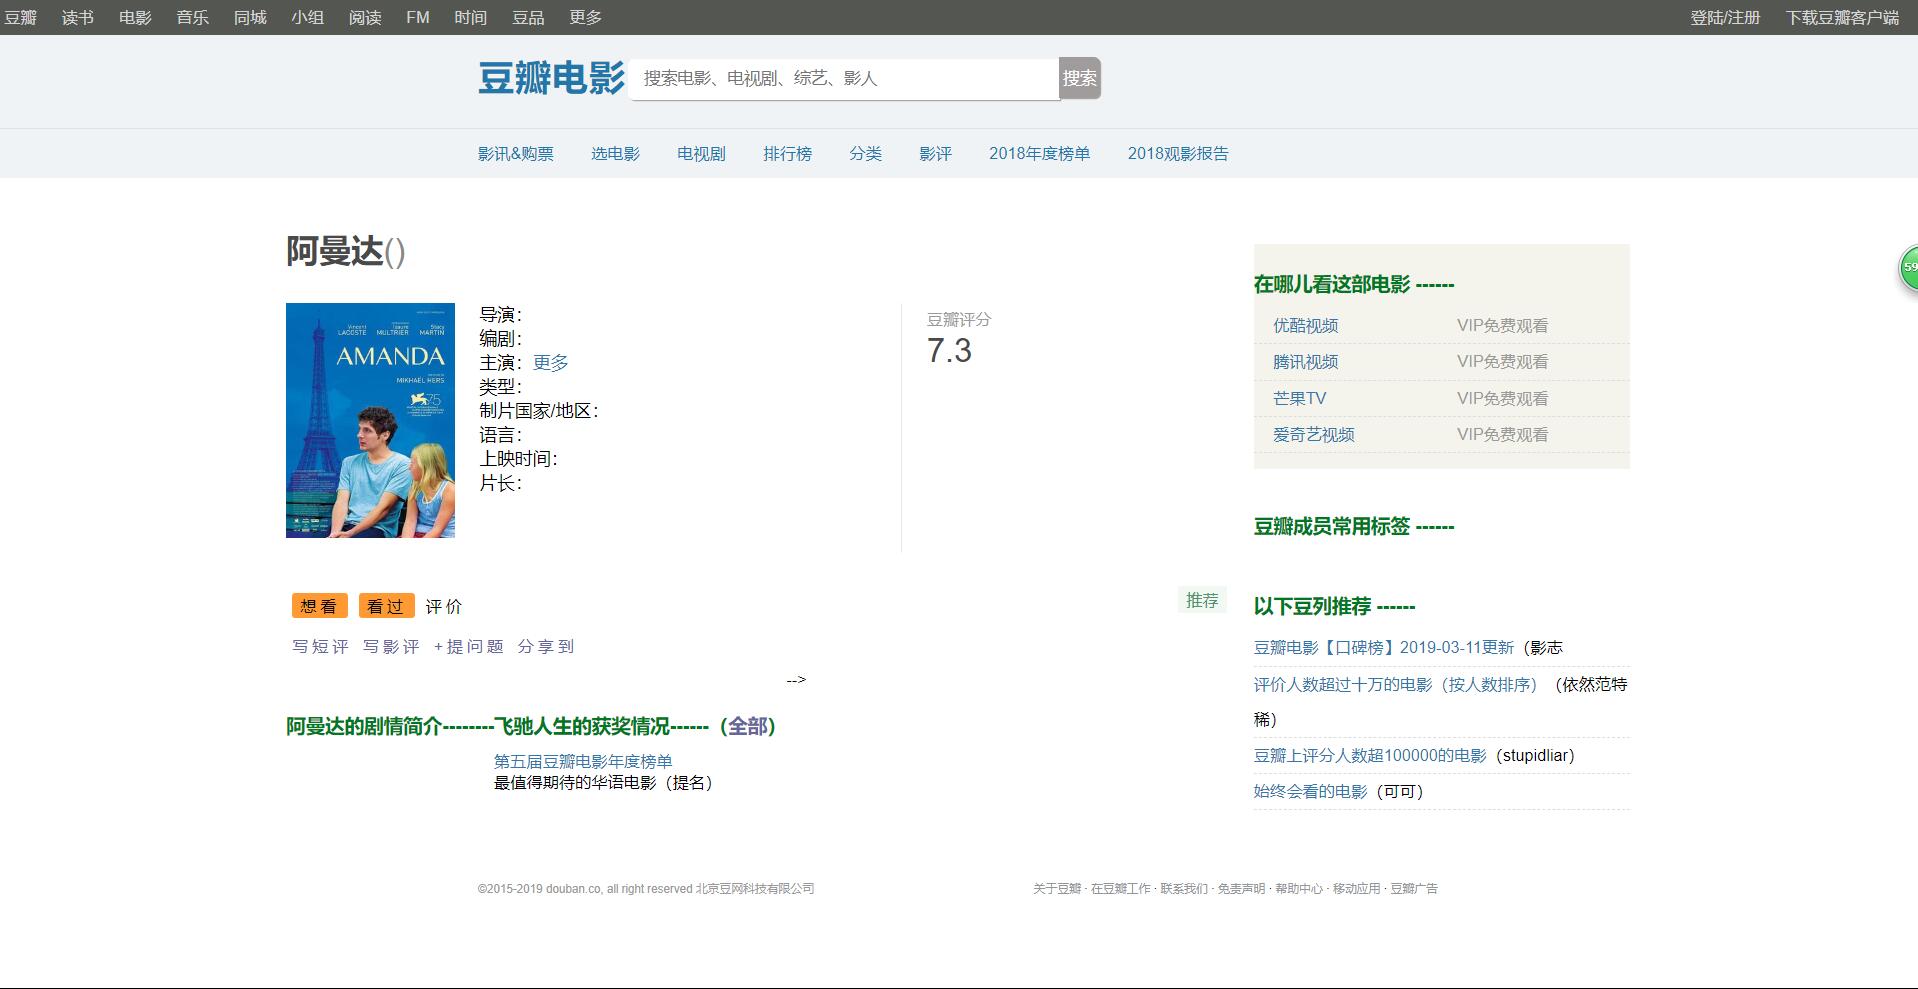 豆瓣 读书 电影 音乐 同城 小组 阅读 FM 时间 豆品 更多 登陆/注册 下载豆瓣客户端
豆瓣电影 搜索电影、电视剧、综艺、影人 搜索
影讯&购票 选电影 电视剧 排行榜 分类 影评 2018年度榜单 2018观影报告
阿曼达()
Vincent LACOSTE
Isaure MULTRIER
Stacy MARTIN
AMANDA
MIKHAËL HERS
75
导演：
编剧：
主演：更多
类型：
制片国家/地区：
语言：
上映时间：
片长：
豆瓣评分
7.3
想看 看过 评价
推荐
写短评 写影评 +提问题 分享到
-->
阿曼达的剧情简介--------飞驰人生的获奖情况------（全部）
第五届豆瓣电影年度榜单
最值得期待的华语电影（提名）
在哪儿看这部电影 ------
优酷视频 VIP免费观看
腾讯视频 VIP免费观看
芒果TV VIP免费观看
爱奇艺视频 VIP免费观看
豆瓣成员常用标签 ------
以下豆列推荐 ------
豆瓣电影【口碑榜】2019-03-11更新（影志
评价人数超过十万的电影（按人数排序）（依然范特
稀）
豆瓣上评分人数超100000的电影（stupidliar）
始终会看的电影（可可）
59
©2015-2019 douban.co, all right reserved 北京豆网科技有限公司 关于豆瓣 · 在豆瓣工作 · 联系我们 · 免责声明 · 帮助中心 · 移动应用 · 豆瓣广告